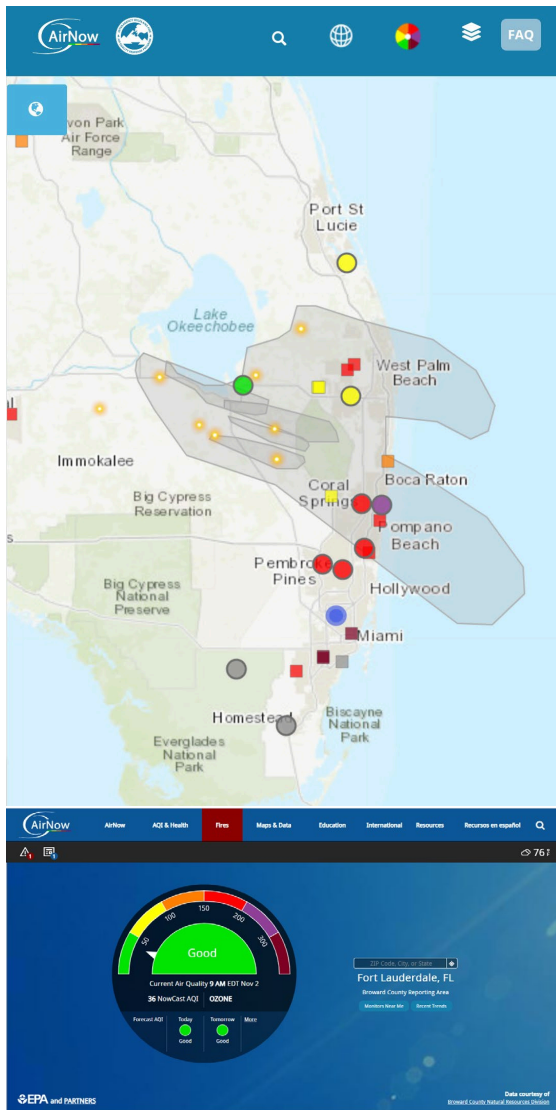 AirNow
FAQ
von Park
Air Force
Range
Port St
Lucie
Lake
Okeechobee
West Palm
Beach
Immokalee
Big Cypress
Reservation
Coral
Springs
Boca Raton
Pompano
Beach
Pembroke
Pines
Big Cypress
National
Preserve
Hollywood
Miami
Homestead
Biscayne
National
Park
Everglades
National
Park
AirNow
AirNow
AQI & Health
Fires
Maps & Data
Education
International
Resources
Recursos en español
1
1
76
50
100
150
200
300
Good
Current Air Quality 9 AM EDT Nov 2
36 NowCast AQI OZONE
Forecast AQI
Today
Good
Tomorrow
Good
More
ZIP Code, City, or State
Fort Lauderdale, FL
Broward County Reporting Area
Monitors Near Me
Recent Trends
EPA and PARTNERS
Data courtesy of
Broward County Natural Resources Division